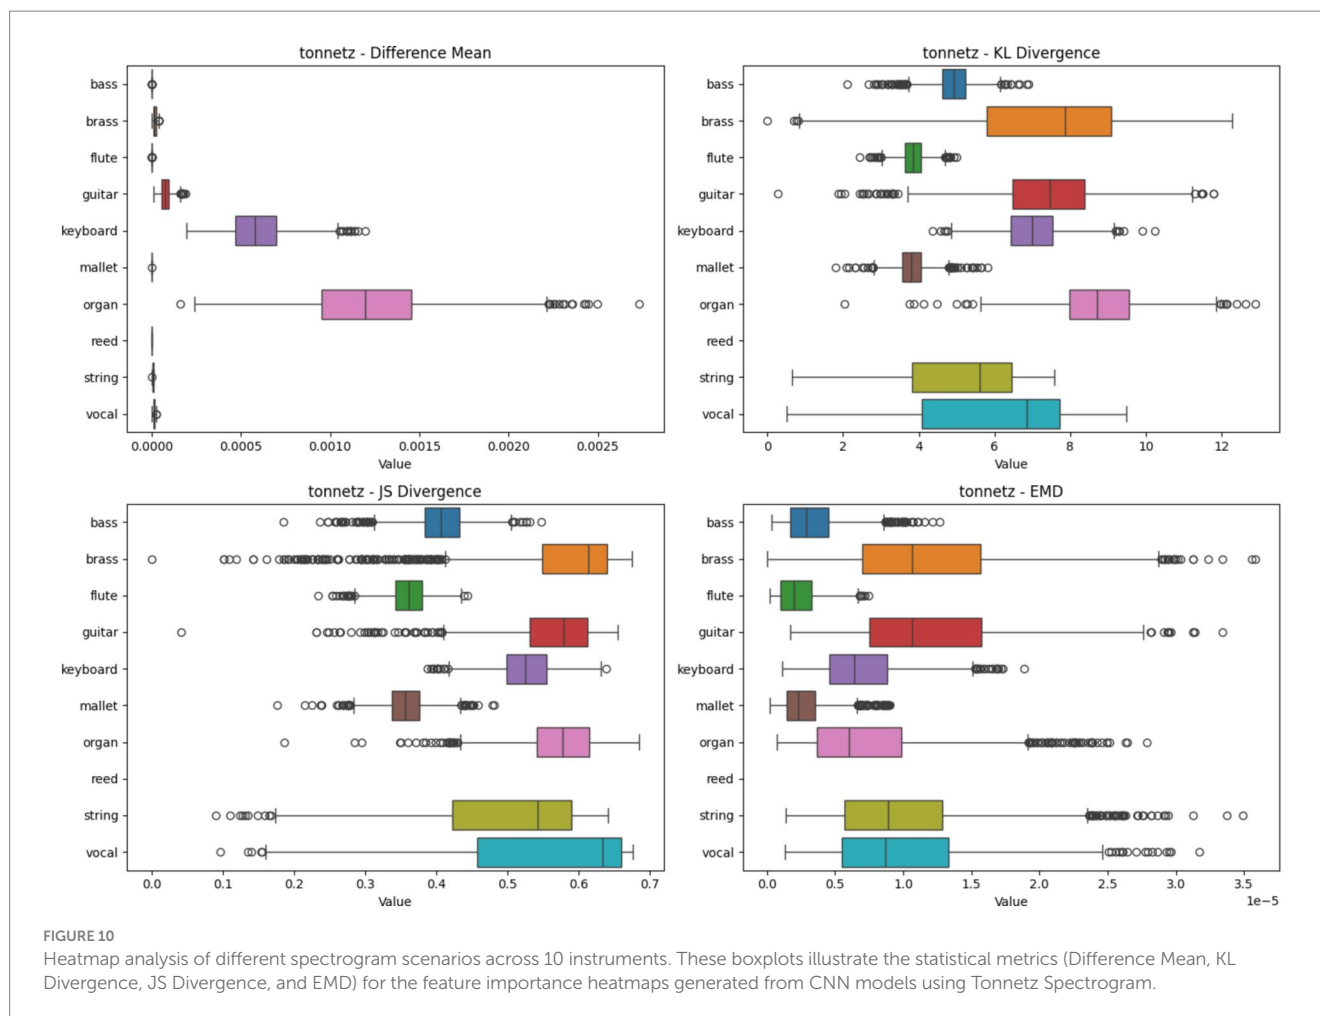 tonnetz - Difference Mean
bass
brass
flute
guitar
keyboard
mallet
organ
reed
string
vocal
0.0000 0.0005 0.0010 0.0015 0.0020 0.0025
Value
tonnetz - KL Divergence
bass
brass
flute
guitar
keyboard
mallet
organ
reed
string
vocal
0 2 4 6 8 10 12
Value
tonnetz - JS Divergence
bass
brass
flute
guitar
keyboard
mallet
organ
reed
string
vocal
0.0 0.1 0.2 0.3 0.4 0.5 0.6 0.7
Value
tonnetz - EMD
bass
brass
flute
guitar
keyboard
mallet
organ
reed
string
vocal
0.0 0.5 1.0 1.5 2.0 2.5 3.0 3.5
1e−5
Value
FIGURE 10
Heatmap analysis of different spectrogram scenarios across 10 instruments. These boxplots illustrate the statistical metrics (Difference Mean, KL
Divergence, JS Divergence, and EMD) for the feature importance heatmaps generated from CNN models using Tonnetz Spectrogram.